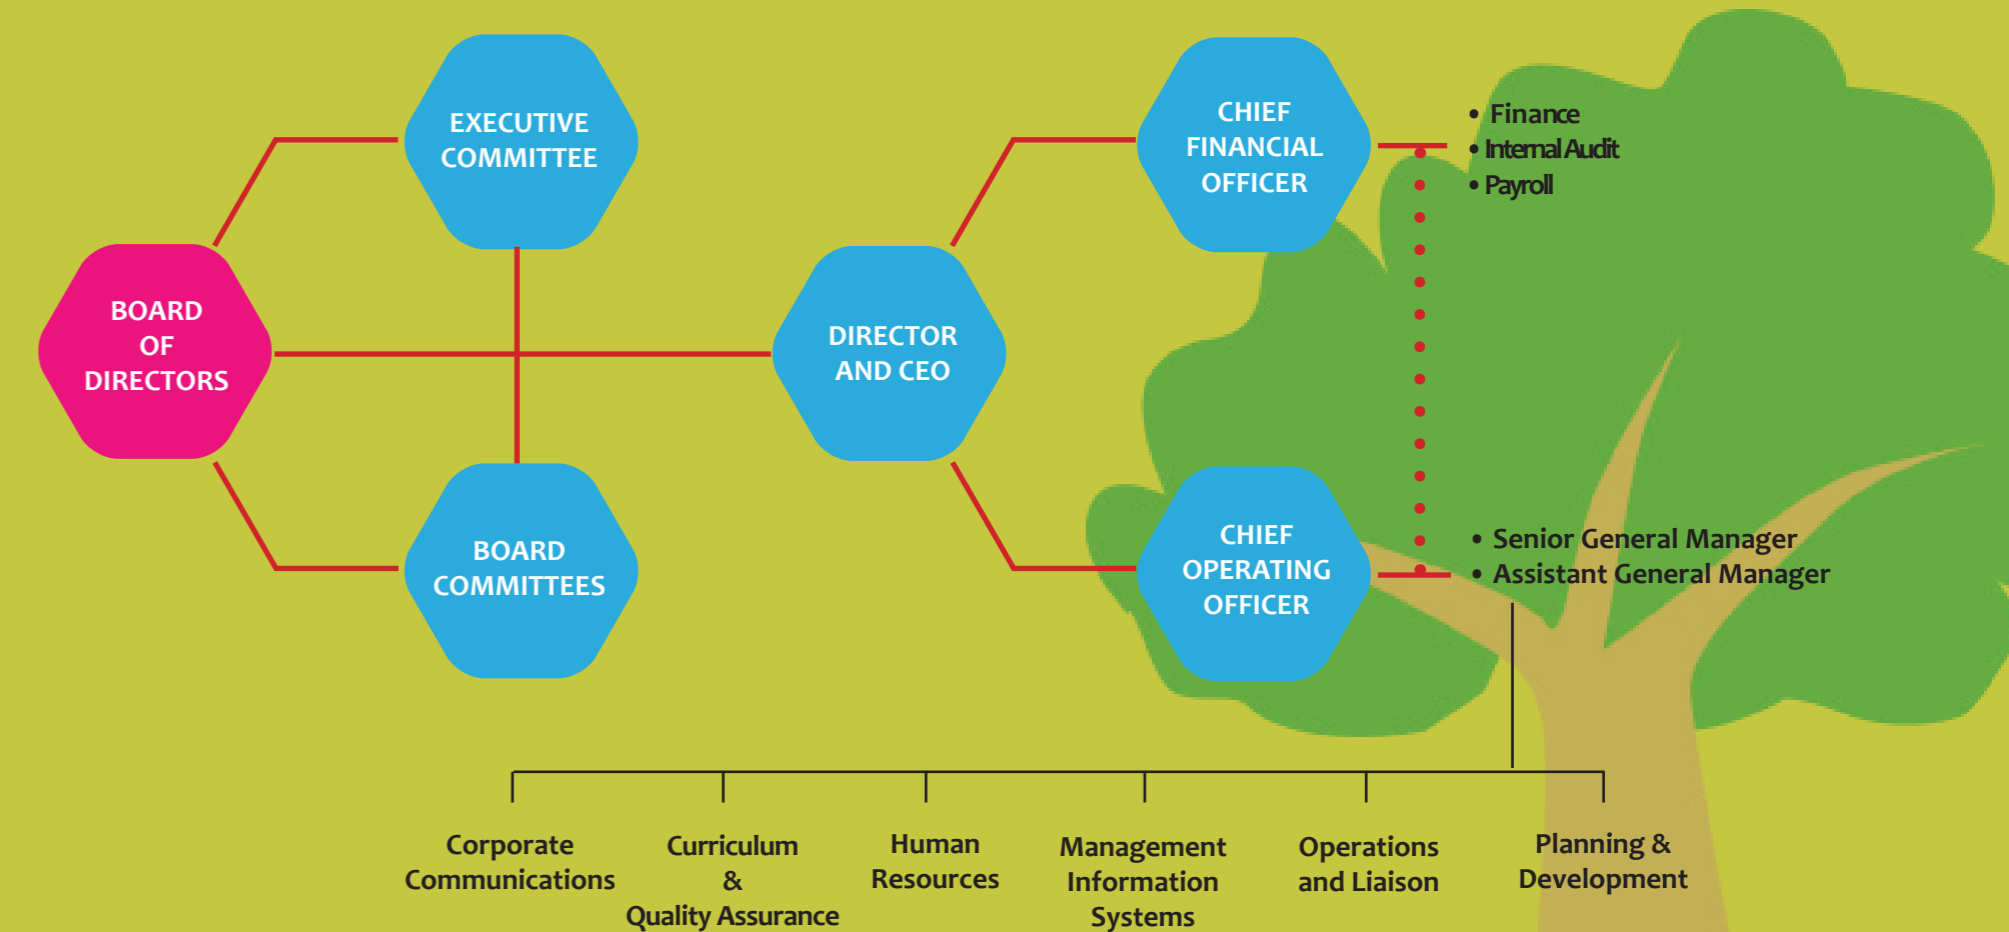 EXECUTIVE
COMMITTEE
BOARD
OF
DIRECTORS
BOARD
COMMITTEES
DIRECTOR
AND CEO
CHIEF
FINANCIAL
OFFICER
• Finance
• Internal Audit
• Payroll
CHIEF
OPERATING
OFFICER
• Senior General Manager
• Assistant General Manager
Corporate
Communications
Curriculum
&
Quality Assurance
Human
Resources
Management
Information
Systems
Operations
and Liaison
Planning &
Development